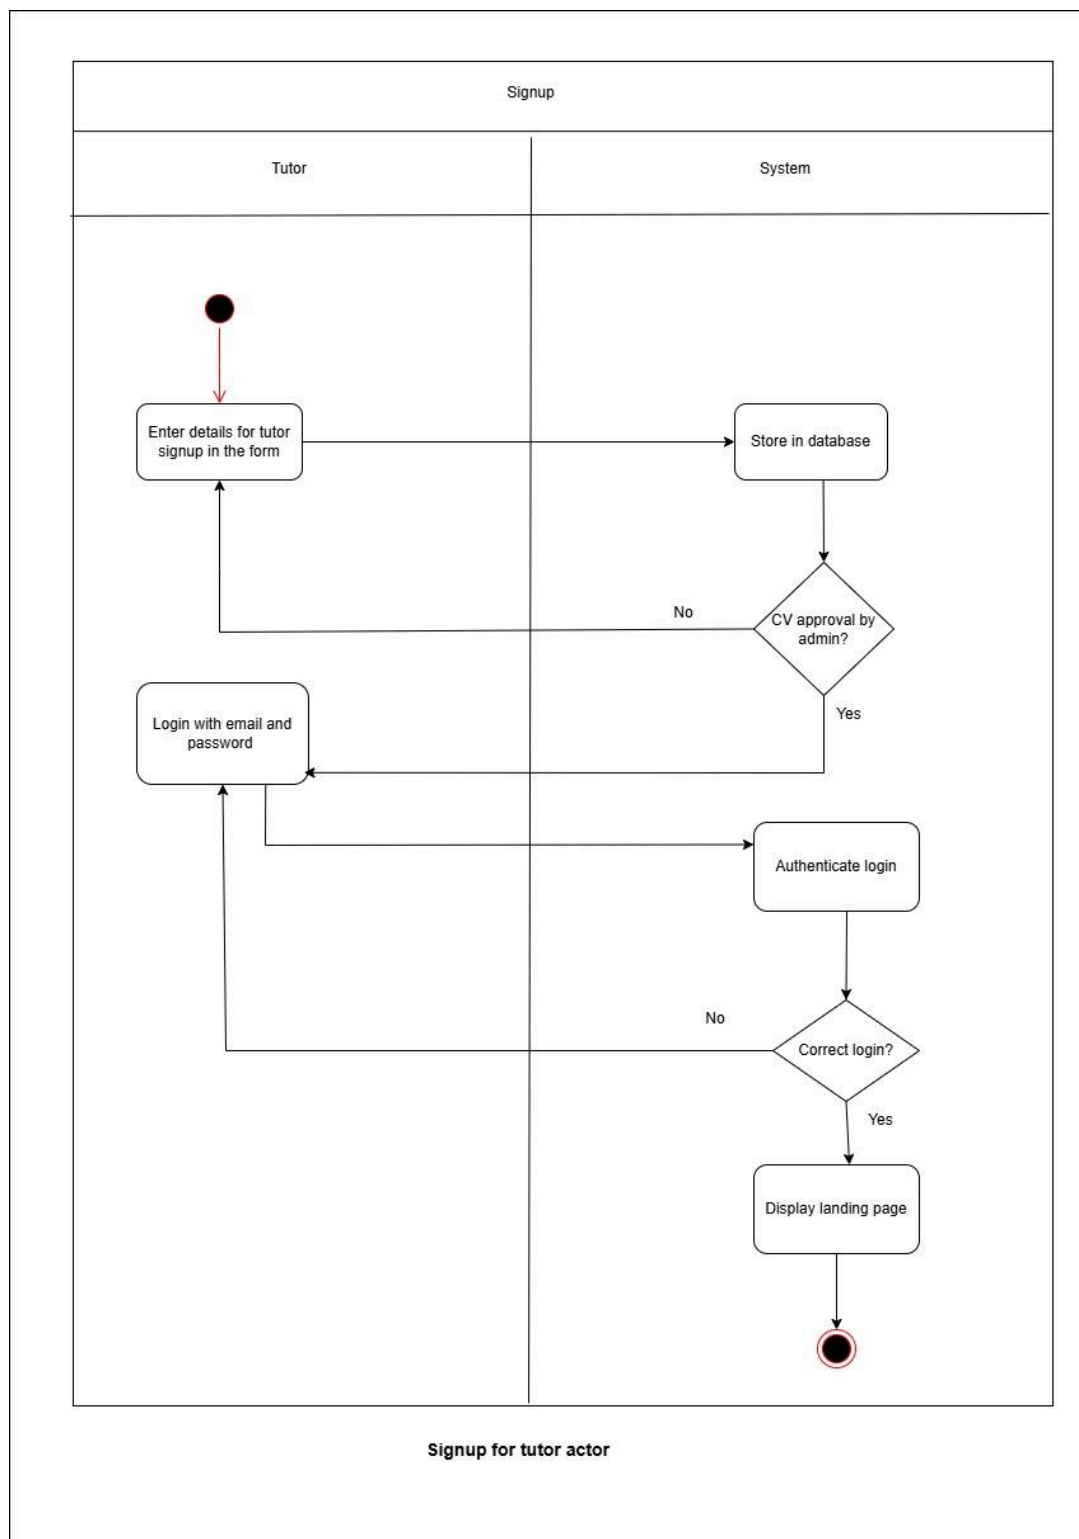 Signup
Tutor
System
Enter details for tutor
signup in the form
Store in database
CV approval by
admin?
No
Yes
Login with email and
password
Authenticate login
Correct login?
No
Yes
Display landing page
Signup for tutor actor